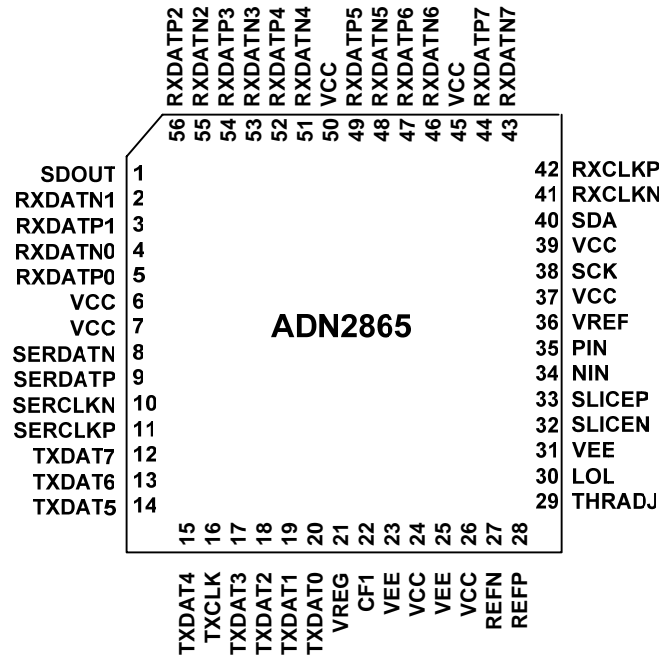 RXDATP2
RXDATN2
RXDATP3
RXDATN3
RXDATP4
RXDATN4
VCC
RXDATP5
RXDATN5
RXDATP6
RXDATN6
VCC
RXDATP7
RXDATN7
56
55
54
53
52
51
50
49
48
47
46
45
44
43
SDOUT 1
RXDATN1 2
RXDATP1 3
RXDATN0 4
RXDATP0 5
VCC 6
VCC 7
SERDATN 8
SERDATP 9
SERCLKN 10
SERCLKP 11
TXDAT7 12
TXDAT6 13
TXDAT5 14
ADN2865
42 RXCLKP
41 RXCLKN
40 SDA
39 VCC
38 SCK
37 VCC
36 VREF
35 PIN
34 NIN
33 SLICEP
32 SLICEN
31 VEE
30 LOL
29 THRADJ
15
16
17
18
19
20
21
22
23
24
25
26
27
28
TXDAT4
TXCLK
TXDAT3
TXDAT2
TXDAT1
TXDAT0
VREG
CF1
VEE
VCC
VEE
VCC
REFN
REFP